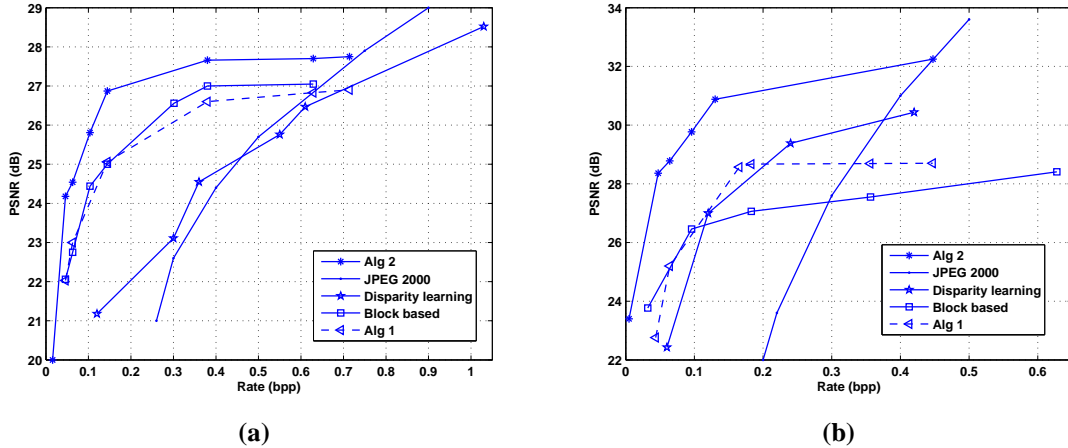 29
28
27
26
25
24
23
22
21
20
PSNR (dB)
0 0.1 0.2 0.3 0.4 0.5 0.6 0.7 0.8 0.9 1
Rate (bpp)
Alg 2
JPEG 2000
Disparity learning
Block based
Alg 1
(a)
34
32
30
28
26
24
22
PSNR (dB)
0 0.1 0.2 0.3 0.4 0.5 0.6
Rate (bpp)
Alg 2
JPEG 2000
Disparity learning
Block based
Alg 1
(b)